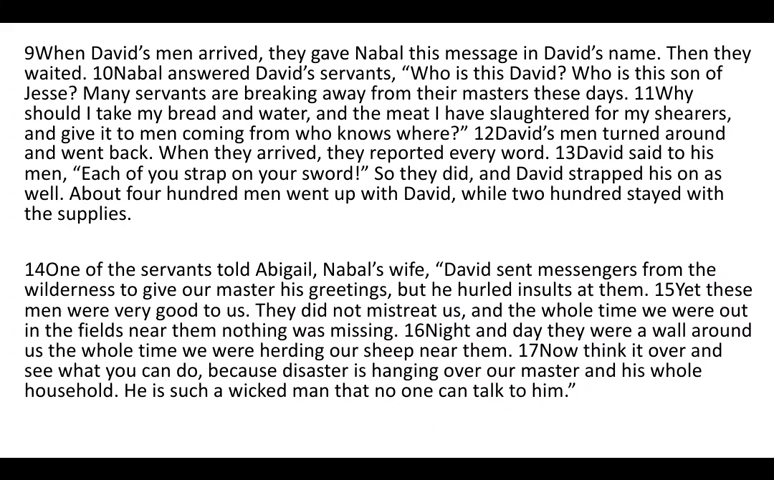 9When David’s men arrived, they gave Nabal this message in David’s name. Then they
waited. 10Nabal answered David’s servants, “Who is this David? Who is this son of
Jesse? Many servants are breaking away from their masters these days. 11Why
should I take my bread and water, and the meat I have slaughtered for my shearers,
and give it to men coming from who knows where?” 12David’s men turned around
and went back. When they arrived, they reported every word. 13David said to his
men, “Each of you strap on your sword!” So they did, and David strapped his on as
well. About four hundred men went up with David, while two hundred stayed with
the supplies.
14One of the servants told Abigail, Nabal’s wife, “David sent messengers from the
wilderness to give our master his greetings, but he hurled insults at them. 15Yet these
men were very good to us. They did not mistreat us, and the whole time we were out
in the fields near them nothing was missing. 16Night and day they were a wall around
us the whole time we were herding our sheep near them. 17Now think it over and
see what you can do, because disaster is hanging over our master and his whole
household. He is such a wicked man that no one can talk to him.”